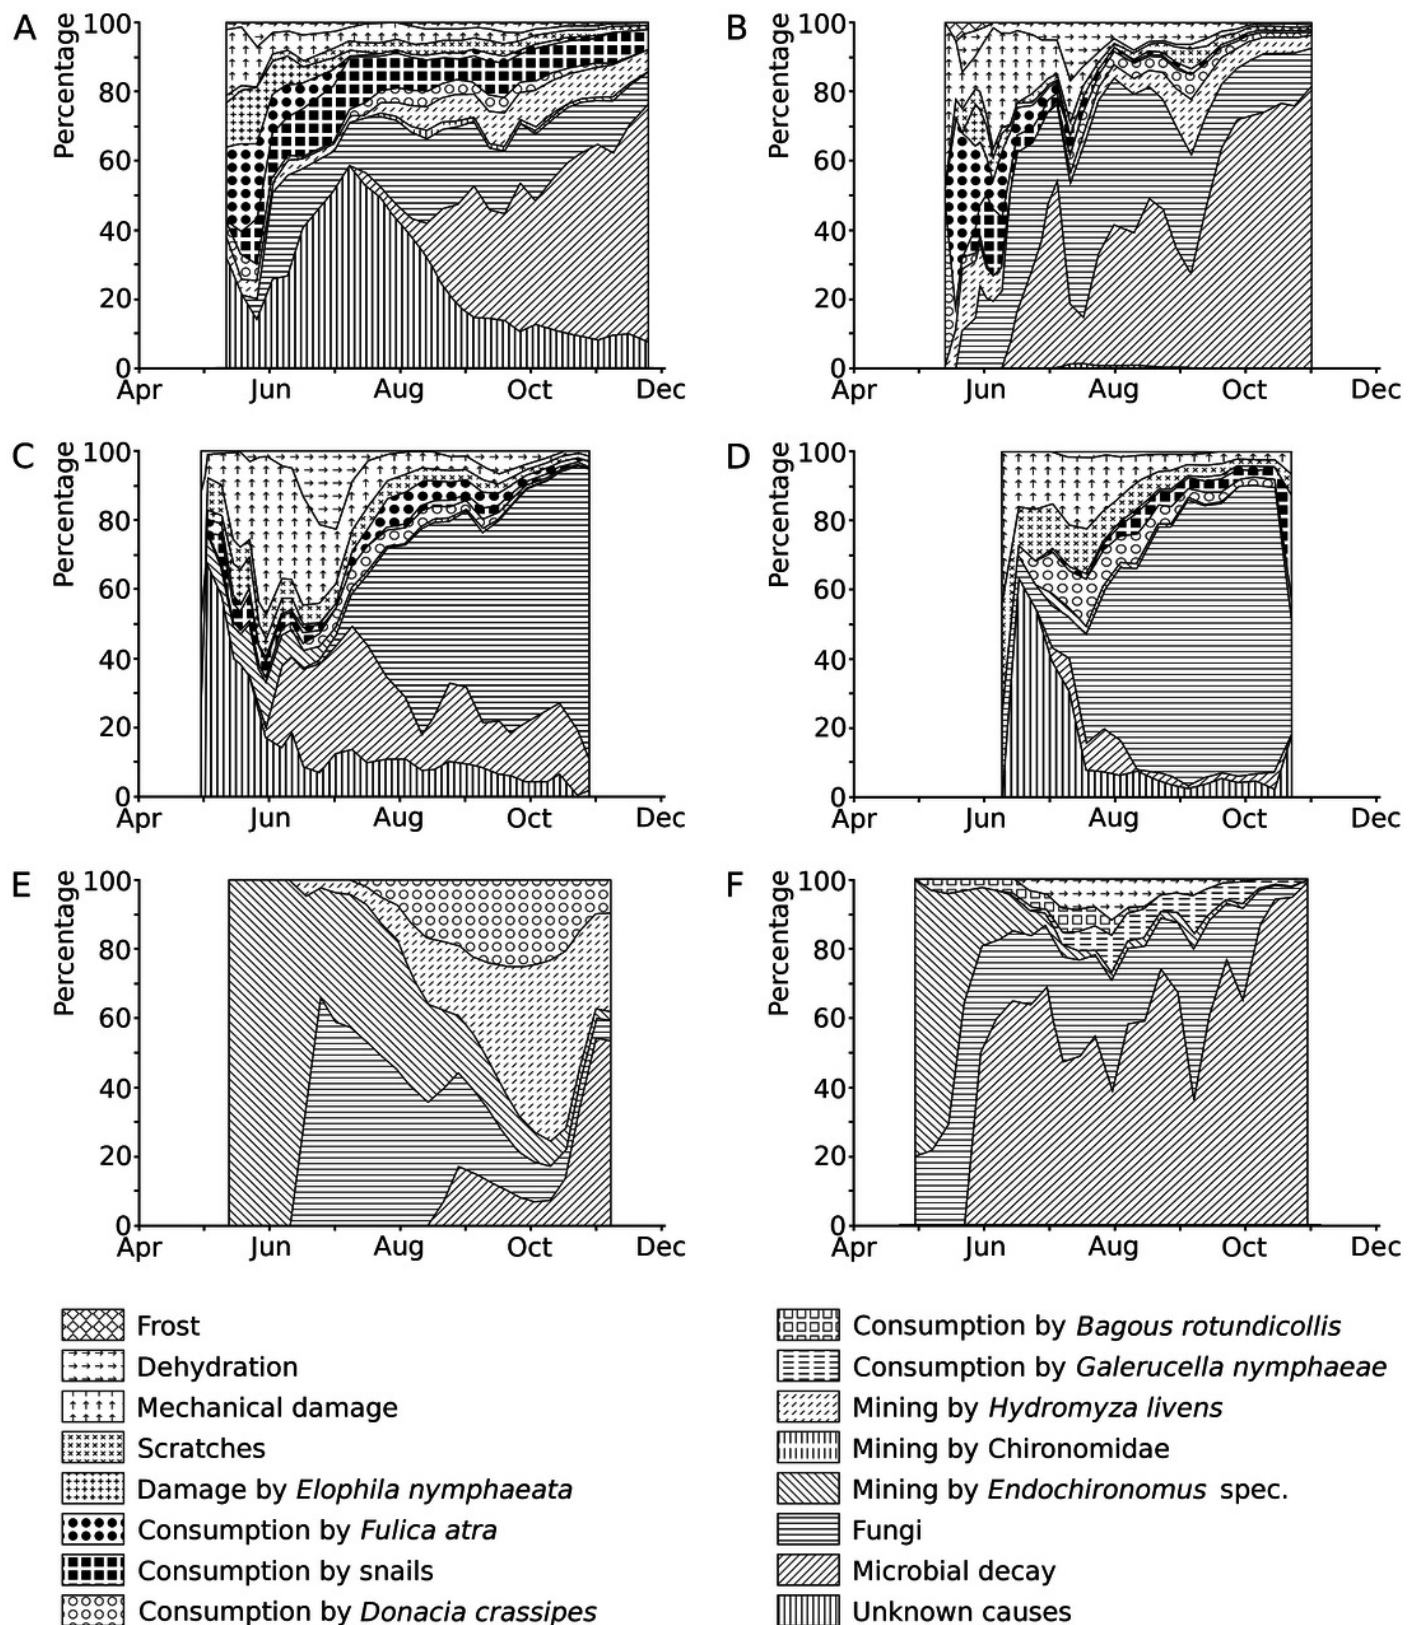 A
Percentage
100
80
60
40
20
0
Apr Jun Aug Oct Dec
B
Percentage
100
80
60
40
20
0
Apr Jun Aug Oct Dec
C
Percentage
100
80
60
40
20
0
Apr Jun Aug Oct Dec
D
Percentage
100
80
60
40
20
0
Apr Jun Aug Oct Dec
E
Percentage
100
80
60
40
20
0
Apr Jun Aug Oct Dec
F
Percentage
100
80
60
40
20
0
Apr Jun Aug Oct Dec
Frost
Dehydration
Mechanical damage
Scratches
Damage by Elophila nymphaeata
Consumption by Fulica atra
Consumption by snails
Consumption by Donacia crassipes
Consumption by Bagous rotundicollis
Consumption by Galerucella nymphaeae
Mining by Hydromyza livens
Mining by Chironomidae
Mining by Endochironomus spec.
Fungi
Microbial decay
Unknown causes